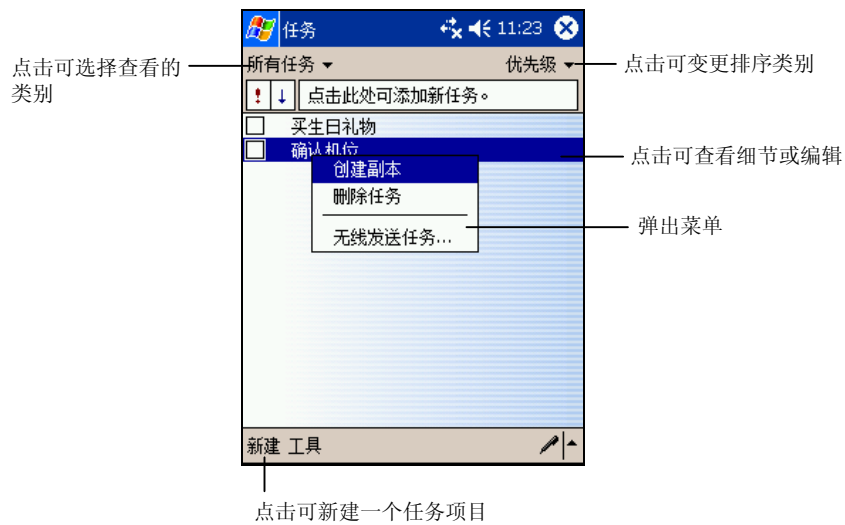 任务 11:23
点击可选择查看的
类别
所有任务 优先级
点击可变更排序类别
! ↓ 点击此处可添加新任务。
买生日礼物
确认机位
点击可查看细节或编辑
创建副本
删除任务
无线发送任务...
弹出菜单
新建 工具
点击可新建一个任务项目